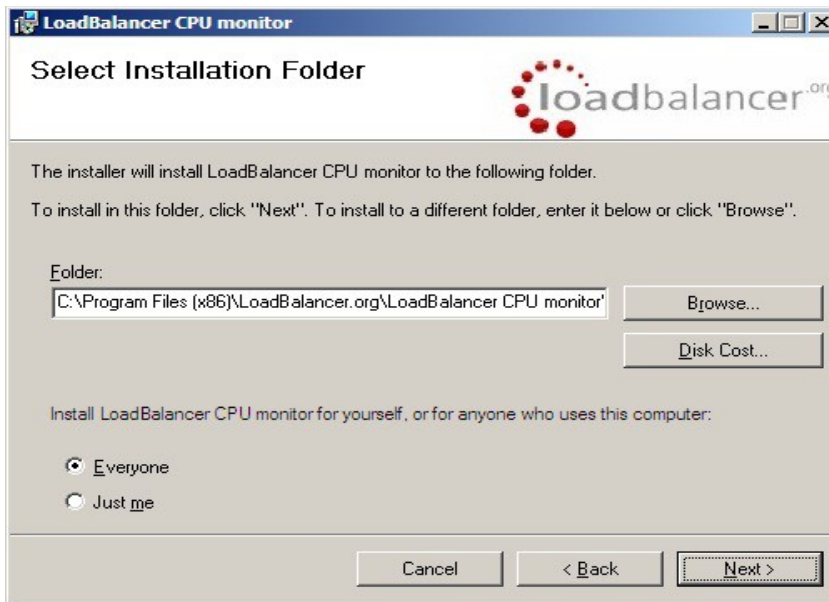 LoadBalancer CPU monitor
Select Installation Folder
loadbalancer.org
The installer will install LoadBalancer CPU monitor to the following folder.
To install in this folder, click "Next". To install to a different folder, enter it below or click "Browse".
Folder:
C:\Program Files (x86)\LoadBalancer.org\LoadBalancer CPU monitor\
Browse...
Disk Cost...
Install LoadBalancer CPU monitor for yourself, or for anyone who uses this computer:
Everyone
Just me
Cancel
< Back
Next >